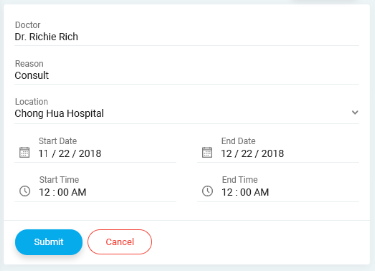 Doctor
Dr. Richie Rich
Reason
Consult
Location
Chong Hua Hospital
Start Date
End Date
11 / 22 / 2018
12 / 22 / 2018
Start Time
End Time
12 : 00 AM
12 : 00 AM
Submit
Cancel